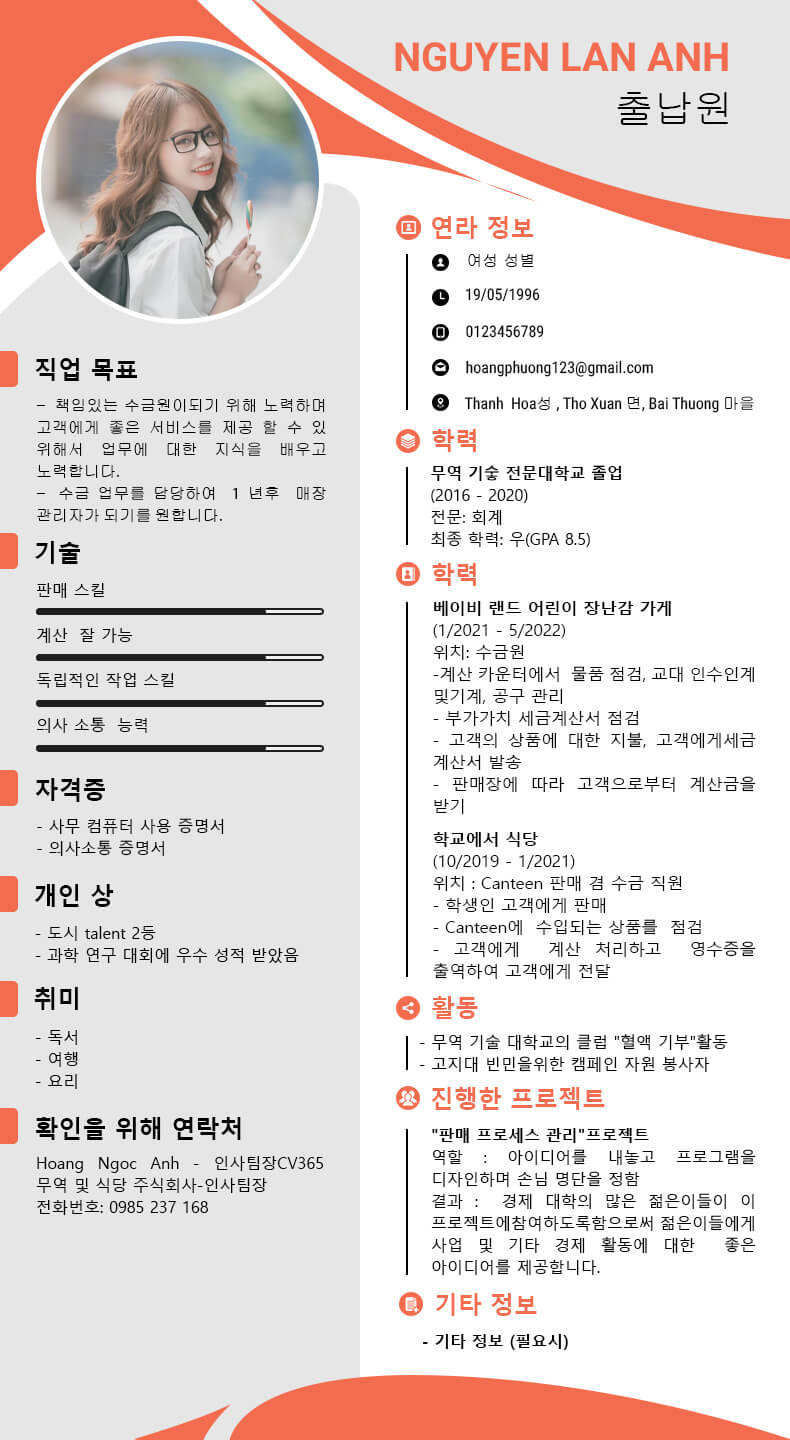 NGUYEN LAN ANH
출납원
직업 목표
- 책임있는 수금원이되기 위해 노력하며
고객에게 좋은 서비스를 제공 할 수 있
위해서 업무에 대한 지식을 배우고
노력합니다.
- 수금 업무를 담당하여 1 년후 매장
관리자가 되기를 원합니다.
기술
판매 스킬
계산 잘 가능
독립적인 작업 스킬
의사 소통 능력
자격증
- 사무 컴퓨터 사용 증명서
- 의사소통 증명서
개인 상
- 도시 talent 2등
- 과학 연구 대회에 우수 성적 받았음
취미
- 독서
- 여행
- 요리
확인을 위해 연락처
Hoang Ngoc Anh - 인사팀장CV365
무역 및 식당 주식회사-인사팀장
전화번호: 0985 237 168
연라 정보
여성 성별
19/05/1996
0123456789
hoangphuong123@gmail.com
Thanh Hoa성 , Tho Xuan 면, Bai Thuong 마을
학력
무역 기숳 전문대학교 졸업
(2016 - 2020)
전문: 회계
최종 학력: 우(GPA 8.5)
학력
베이비 랜드 어린이 장난감 가게
(1/2021 - 5/2022)
위치: 수금원
-계산 카운터에서 물품 점검, 교대 인수인계
및기계, 공구 관리
- 부가가치 세금계산서 점검
- 고객의 상품에 대한 지불, 고객에게세금
계산서 발송
- 판매장에 따라 고객으로부터 계산금을
받기
학교에서 식당
(10/2019 - 1/2021)
위치 : Canteen 판매 겸 수금 직원
- 학생인 고객에게 판매
- Canteen에 수입되는 상품를 점검
- 고객에게 계산 처리하고 영수증을
출역하여 고객에게 전달
활동
- 무역 기술 대학교의 클럽 "혈액 기부"활동
- 고지대 빈민을위한 캠페인 자원 봉사자
진행한 프로젝트
"판매 프로세스 관리"프로젝트
역할 : 아이디어를 내놓고 프로그램을
디자인하며 손님 명단을 정함
결과 : 경제 대학의 많은 젊은이들이 이
프로젝트에참여하도록함으로써 젊은이들에게
사업 및 기타 경제 활동에 대한 좋은
아이디어를 제공합니다.
기타 정보
- 기타 정보 (필요시)